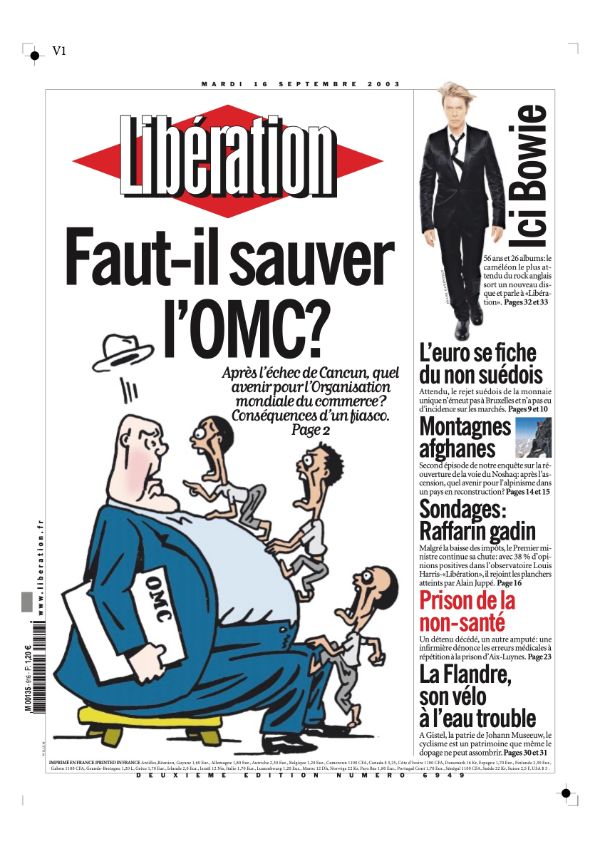 V1
MARDI 16 SEPTEMBRE 2003
Libération
Faut-il sauver
l'OMC?
Après l'échec de Cancun, quel
avenir pour l'Organisation
mondiale du commerce?
Conséquences d'un fiasco.
Page 2
OMC
www.liberation.fr
Ici Bowie
56 ans et 26 albums: le
caméléon le plus at-
tendu du rock anglais
sort un nouveau dis-
que et parle à «Libéra-
tion». Pages 32 et 33
L'euro se fiche
du non suédois
Attendu, le rejet suédois de la monnaie
unique n'émeut pas à Bruxelles et n'a pas eu
d'incidence sur les marchés. Pages 9 et 10
Montagnes
afghanes
Second épisode de notre enquête sur la ré-
ouverture de la voie du Noshaq: après l'as-
cension, quel avenir pour l'alpinisme dans
un pays en reconstruction? Pages 14 et 15
Sondages:
Raffarin gadin
Malgré la baisse des impôts, le Premier mi-
nistre continue sa chute: avec 38 % d'opi-
nions positives dans l'observatoire Louis
Harris-«Libération», il rejoint les planchers
atteints par Alain Juppé. Page 16
Prison de la
non-santé
Un détenu décédé, un autre amputé: une
infirmière dénonce les erreurs médicales à
répétition à la prison d'Aix-Luynes. Page 23
La Flandre,
son vélo
à l'eau trouble
A Gistel, la patrie de Johann Museeuw, le
cyclisme est un patrimoine que même le
dopage ne peut assombrir. Pages 30 et 31
M 00135 - 916 - F: 1,20 €
IMPRIMÉ EN FRANCE/PRINTED IN FRANCE
DEUXIEME EDITION NUMERO 6949